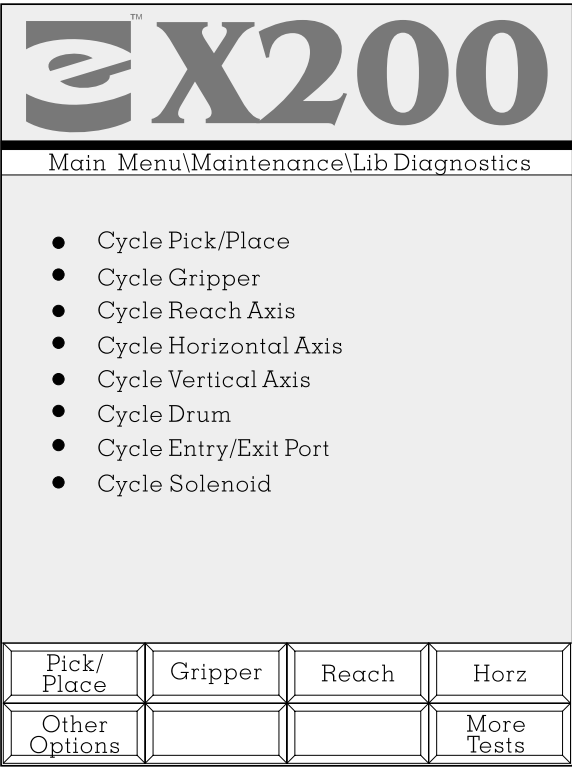 ™
X200
Main Menu\Maintenance\Lib Diagnostics
● Cycle Pick/Place
● Cycle Gripper
● Cycle Reach Axis
● Cycle Horizontal Axis
● Cycle Vertical Axis
● Cycle Drum
● Cycle Entry/Exit Port
● Cycle Solenoid
Pick/
Place
Gripper
Reach
Horz
Other
Options
More
Tests